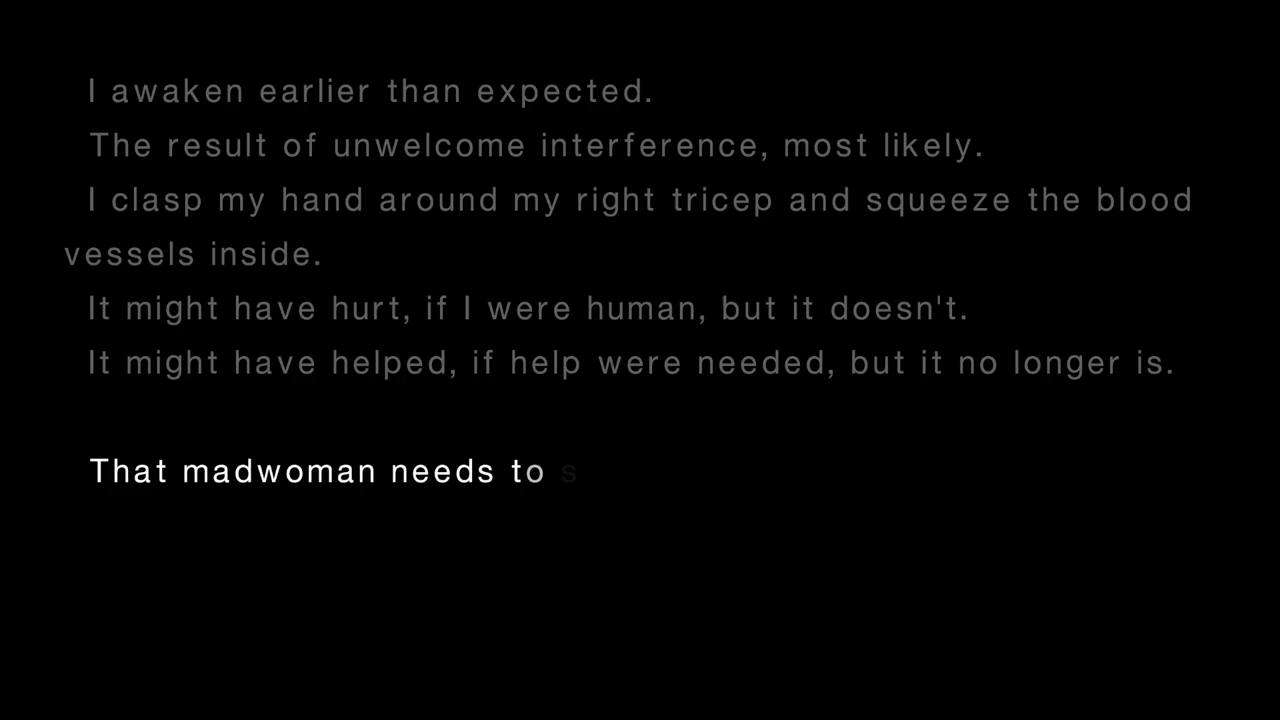 I awaken earlier than expected.
The result of unwelcome interference, most likely.
I clasp my hand around my right tricep and squeeze the blood
vessels inside.
It might have hurt, if I were human, but it doesn't.
It might have helped, if help were needed, but it no longer is.
That madwoman needs to s